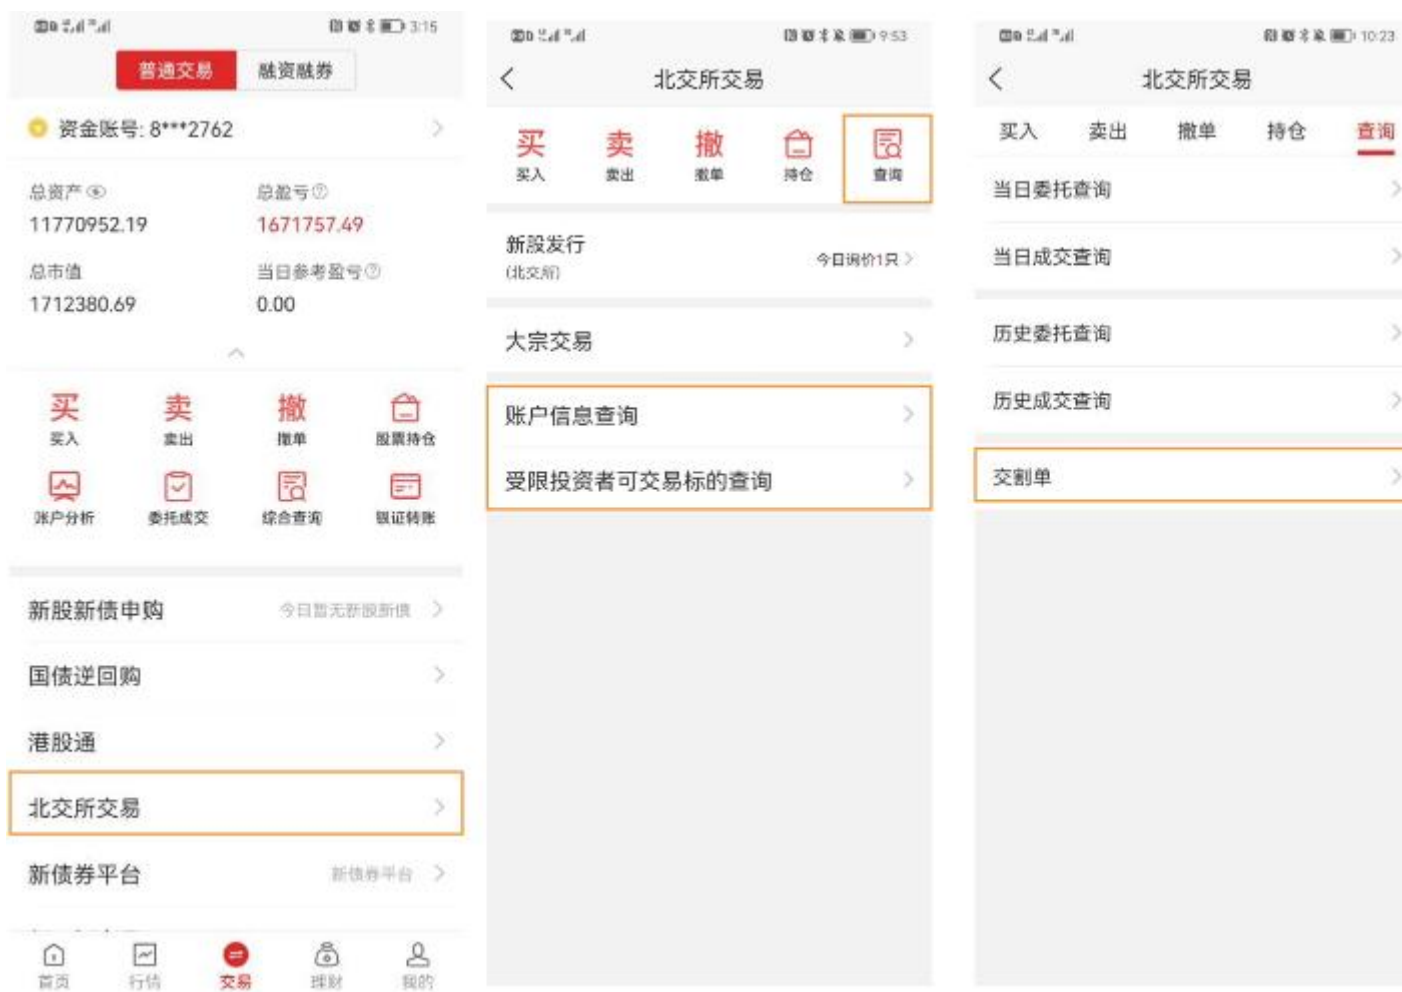 3:15
普通交易 融资融券
资金账号: 8***2762
总资产 总盈亏
11770952.19 1671757.49
总市值 当日参考盈亏
1712380.69 0.00
买 卖 撤
买入 卖出 撤单 股票持仓
账户分析 委托成交 综合查询 银证转账
新股新债申购 今日暂无新股新债
国债逆回购
港股通
北交所交易
新债券平台 新债券平台
首页 行情 交易 理财 我的
9:53
北交所交易
买 卖 撤
买入 卖出 撤单 持仓 查询
新股发行
(北交所) 今日询价1只
大宗交易
账户信息查询
受限投资者可交易标的查询
10:23
北交所交易
买入 卖出 撤单 持仓 查询
当日委托查询
当日成交查询
历史委托查询
历史成交查询
交割单